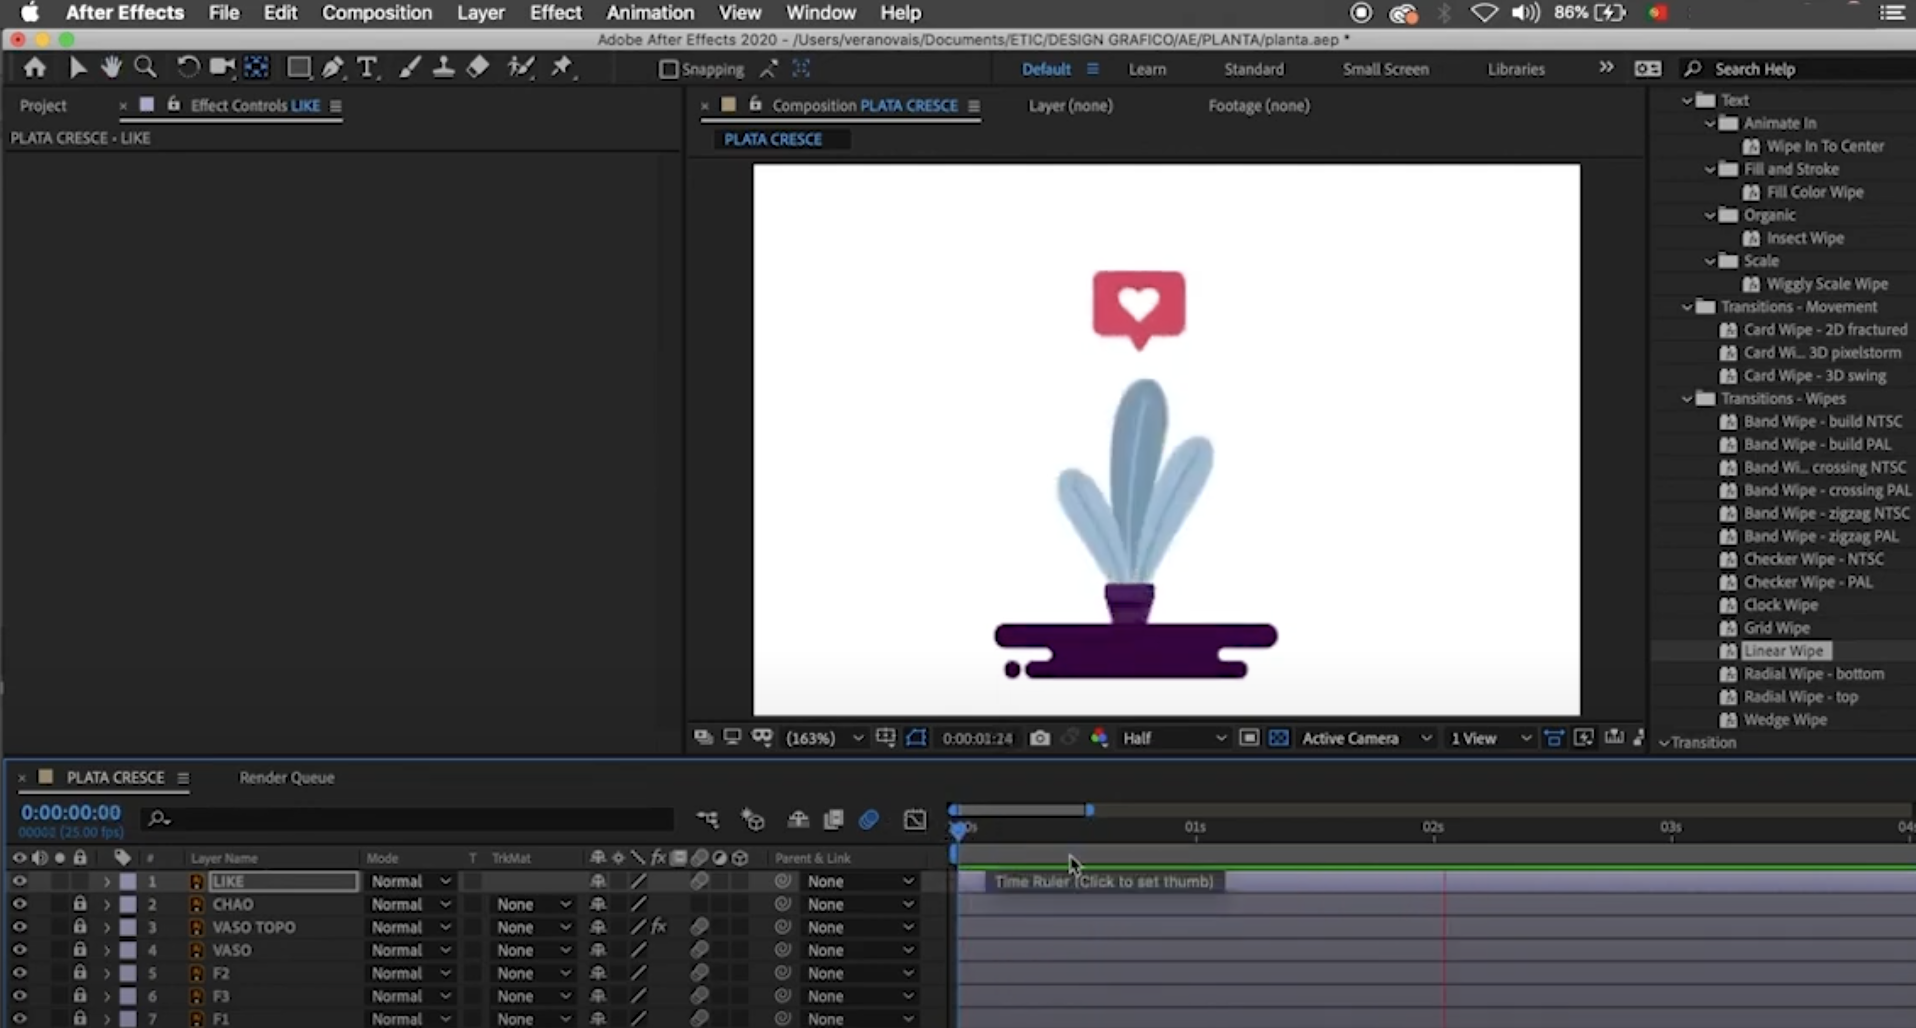 After Effects File Edit Composition Layer Effect Animation View Window Help 86%
Adobe After Effects 2020 - /Users/veranovais/Documents/ETIC/DESIGN GRAFICO/AE/PLANTA/planta.aep *
Snapping Default Learn Standard Small Screen Libraries Search Help
Project Effect Controls LIKE Composition PLATA CRESCE Layer (none) Footage (none)
PLATA CRESCE • LIKE
PLATA CRESCE
Text
Animate In
Wipe In To Center
Fill and Stroke
Fill Color Wipe
Organic
Insect Wipe
Scale
Wiggly Scale Wipe
Transitions - Movement
Card Wipe - 2D fractured
Card Wi... 3D pixelstorm
Card Wipe - 3D swing
Transitions - Wipes
Band Wipe - build NTSC
Band Wipe - build PAL
Band Wi... crossing NTSC
Band Wipe - crossing PAL
Band Wipe - zigzag NTSC
Band Wipe - zigzag PAL
Checker Wipe - NTSC
Checker Wipe - PAL
Clock Wipe
Grid Wipe
Linear Wipe
Radial Wipe - bottom
Radial Wipe - top
Wedge Wipe
Transition
(163%) 0:00:01:24 Half Active Camera 1 View
PLATA CRESCE Render Queue
0:00:00:00
(25.00 fps)
01s 02s 03s
# Layer Name Mode T TrkMat Parent & Link
1 LIKE Normal None
Time Ruler (Click to set thumb)
2 CHAO Normal None None
3 VASO TOPO Normal None fx None
4 VASO Normal None None
5 F2 Normal None None
6 F3 Normal None None
7 F1 Normal None None